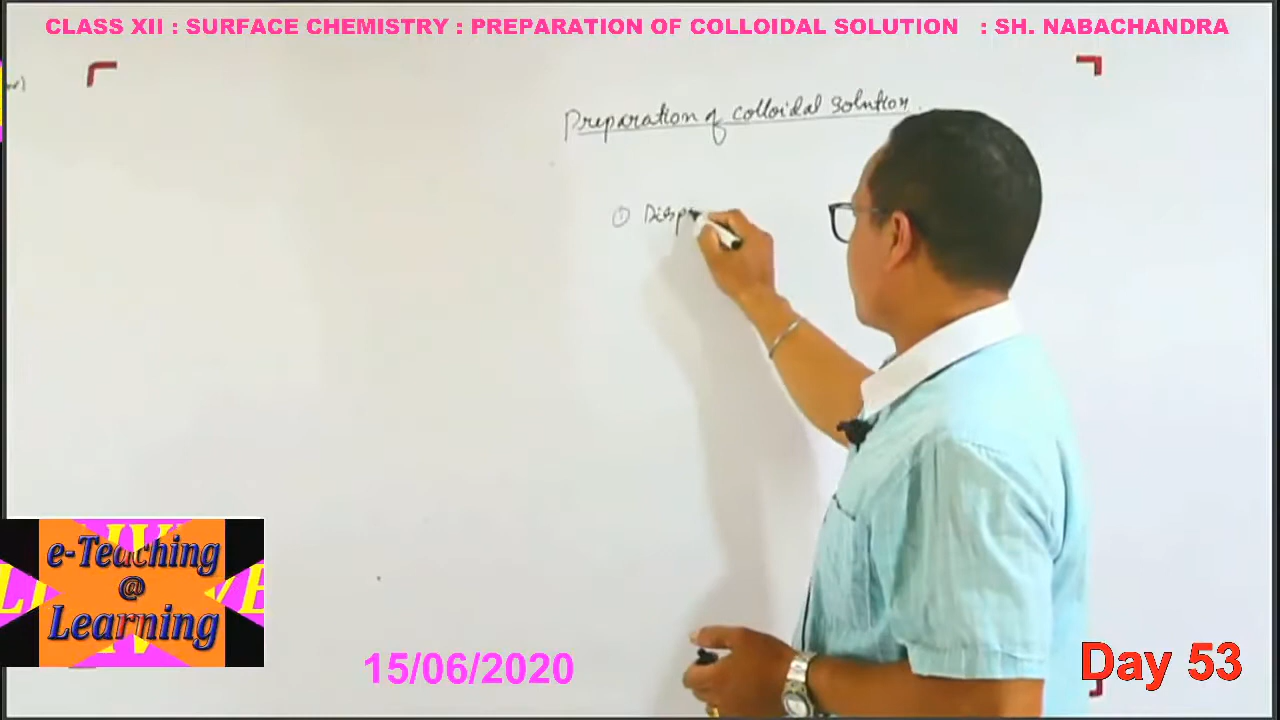 CLASS XII : SURFACE CHEMISTRY : PREPARATION OF COLLOIDAL SOLUTION : SH. NABACHANDRA
Preparation of colloidal solution.
① Disp
e-Teaching
@
Learning
15/06/2020
Day 53